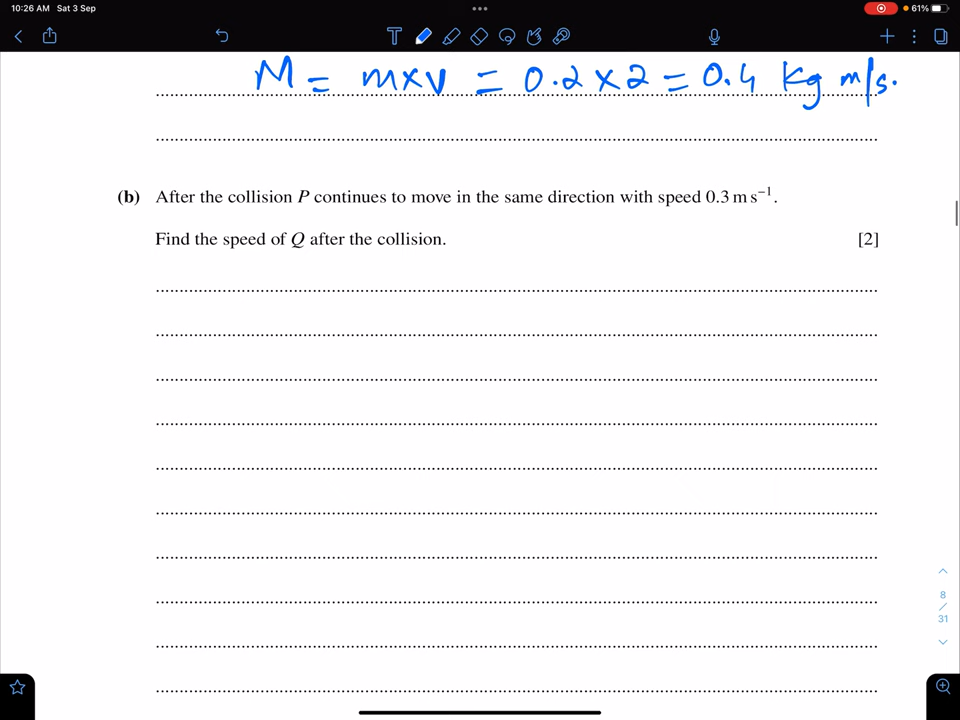 10:26 AM Sat 3 Sep
61%
M = m×v = 0.2 × 2 = 0.4 Kg m/s.
(b) After the collision P continues to move in the same direction with speed 0.3 m s⁻¹.
Find the speed of Q after the collision. [2]
8
/
31